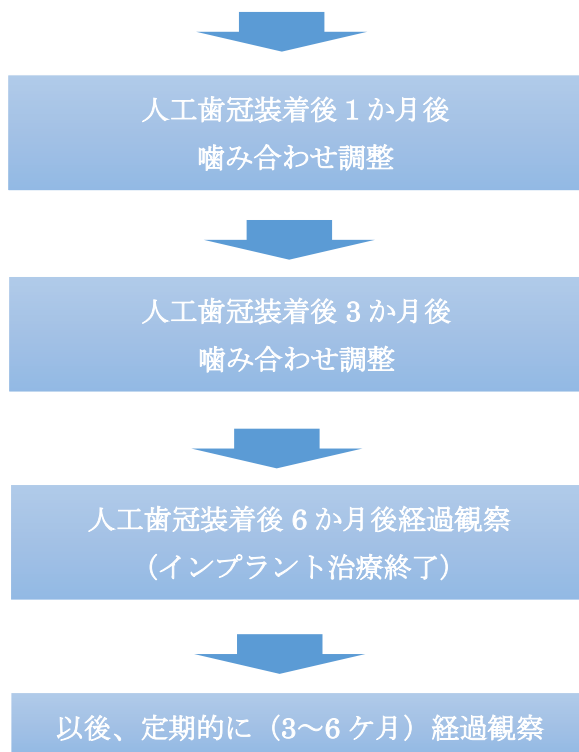 人工歯冠装着後 1 か月後
噛み合わせ調整
人工歯冠装着後 3 か月後
噛み合わせ調整
人工歯冠装着後 6 か月後経過観察
（インプラント治療終了）
以後、定期的に（3～6 ケ月）経過観察